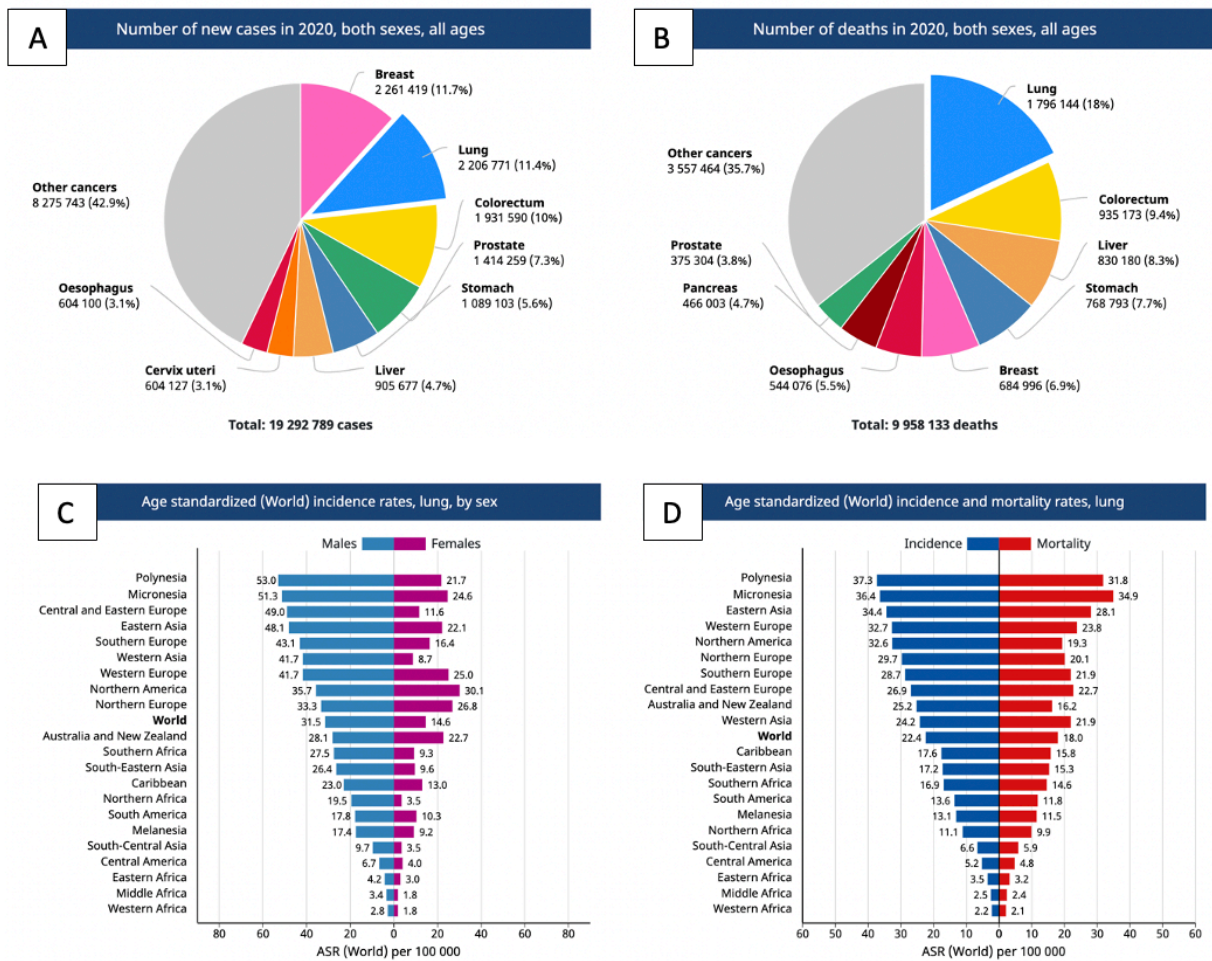 A
Number of new cases in 2020, both sexes, all ages
Breast
2 261 419 (11.7%)
Lung
2 206 771 (11.4%)
Colorectum
1 931 590 (10%)
Prostate
1 414 259 (7.3%)
Stomach
1 089 103 (5.6%)
Liver
905 677 (4.7%)
Cervix uteri
604 127 (3.1%)
Oesophagus
604 100 (3.1%)
Other cancers
8 275 743 (42.9%)
Total: 19 292 789 cases
B
Number of deaths in 2020, both sexes, all ages
Lung
1 796 144 (18%)
Colorectum
935 173 (9.4%)
Liver
830 180 (8.3%)
Stomach
768 793 (7.7%)
Breast
684 996 (6.9%)
Oesophagus
544 076 (5.5%)
Pancreas
466 003 (4.7%)
Prostate
375 304 (3.8%)
Other cancers
3 557 464 (35.7%)
Total: 9 958 133 deaths
C
Age standardized (World) incidence rates, lung, by sex
Males Females
Polynesia 53.0 21.7
Micronesia 51.3 24.6
Central and Eastern Europe 49.0 11.6
Eastern Asia 48.1 22.1
Southern Europe 43.1 16.4
Western Asia 41.7 8.7
Western Europe 41.7 25.0
Northern America 35.7 30.1
Northern Europe 33.3 26.8
World 31.5 14.6
Australia and New Zealand 28.1 22.7
Southern Africa 27.5 9.3
South-Eastern Asia 26.4 9.6
Caribbean 23.0 13.0
Northern Africa 19.5 3.5
South America 17.8 10.3
Melanesia 17.4 9.2
South-Central Asia 9.7 3.5
Central America 6.7 4.0
Eastern Africa 4.2 3.0
Middle Africa 3.4 1.8
Western Africa 2.8 1.8
80 60 40 20 0 20 40 60 80
ASR (World) per 100 000
D
Age standardized (World) incidence and mortality rates, lung
Incidence Mortality
Polynesia 37.3 31.8
Micronesia 36.4 34.9
Eastern Asia 34.4 28.1
Western Europe 32.7 23.8
Northern America 32.6 19.3
Northern Europe 29.7 20.1
Southern Europe 28.7 21.9
Central and Eastern Europe 26.9 22.7
Australia and New Zealand 25.2 16.2
Western Asia 24.2 21.9
World 22.4 18.0
Caribbean 17.6 15.8
South-Eastern Asia 17.2 15.3
Southern Africa 16.9 14.6
South America 13.6 11.8
Melanesia 13.1 11.5
Northern Africa 11.1 9.9
South-Central Asia 6.6 5.9
Central America 5.2 4.8
Eastern Africa 3.5 3.2
Middle Africa 2.5 2.4
Western Africa 2.2 2.1
60 50 40 30 20 10 0 10 20 30 40 50 60
ASR (World) per 100 000